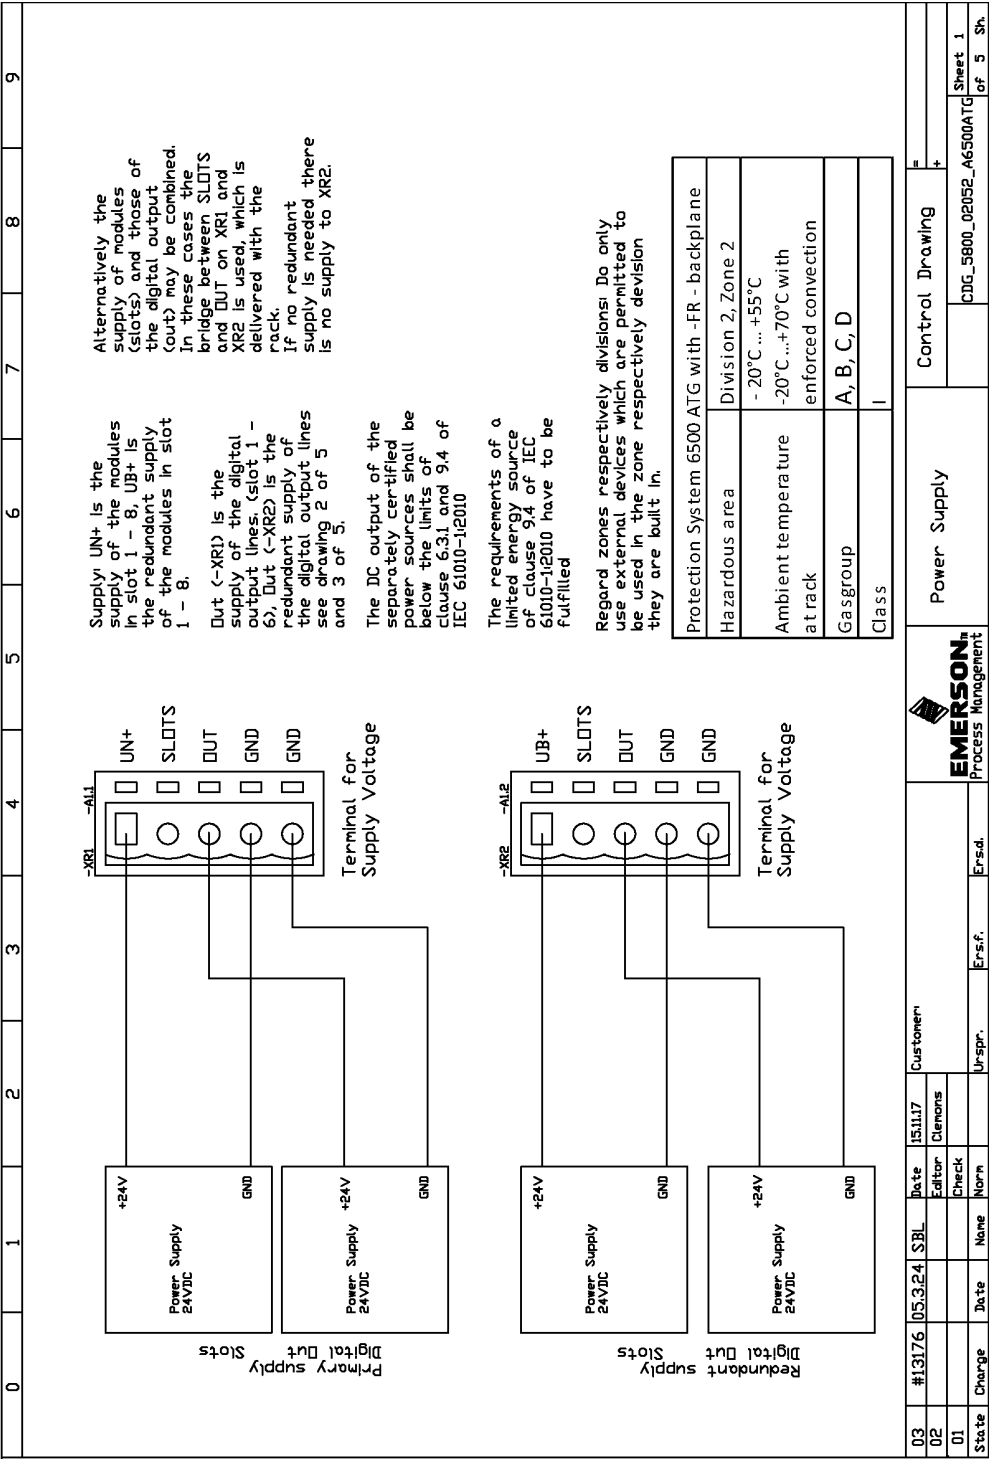 0 1 2 3 4 5 6 7 8 9
Primary supply
Digital Out
Slots
Power Supply
24VDC
+24V
GND
Power Supply
24VDC
+24V
GND
-XR1
-A1.1
UN+
SLOTS
OUT
GND
GND
Terminal for
Supply Voltage
Redundant supply
Digital Out
Slots
Power Supply
24VDC
+24V
GND
Power Supply
24VDC
+24V
GND
-XR2
-A1.2
UB+
SLOTS
OUT
GND
GND
Terminal for
Supply Voltage
Supply: UN+ is the
supply of the modules
in slot 1 - 8, UB+ is
the redundant supply
of the modules in slot
1 - 8.
Out (-XR1) is the
supply of the digital
output lines. (slot 1 -
6), Out (-XR2) is the
redundant supply of
the digital output lines
see drawing 2 of 5
and 3 of 5.
The DC output of the
separately certified
power sources shall be
below the limits of
clause 6.3.1 and 9.4 of
IEC 61010-1:2010
The requirements of a
limited energy source
of clause 9.4 of IEC
61010-1:2010 have to be
fulfilled
Alternatively the
supply of modules
(slots) and those of
the digital output
(out) may be combined.
In these cases the
bridge between SLOTS
and OUT on XR1 and
XR2 is used, which is
delivered with the
rack.
If no redundant
supply is needed there
is no supply to XR2.
Regard zones respectively divisions: Do only
use external devices which are permitted to
be used in the zone respectively devision
they are built in.
Protection System 6500 ATG with -FR - backplane
Hazardous area Division 2, Zone 2
Ambient temperature
at rack
- 20°C ... +55°C
-20°C ...+70°C with
enforced convection
Gasgroup A, B, C, D
Class I
03 #13176 05.3.24 SBL Date 15.11.17 Customer:
02 Editor Clemons
01 Check
State Charge Date Name Norm Urspr. Ers.f. Ers.d.
EMERSON™
Process Management
Power Supply
Control Drawing
=
+
CDG_5800_02052_A6500ATG
Sheet 1
of 5 Sh.